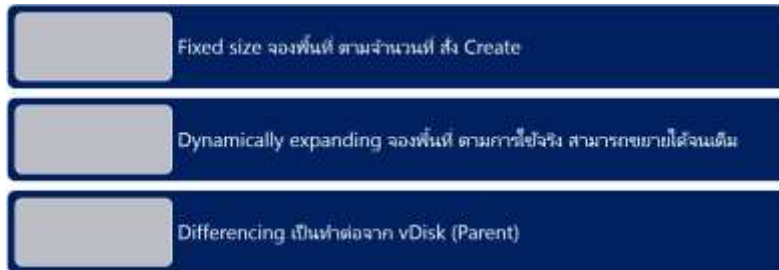 Fixed size จองพื้นที่ ตามจำนวนที่ สั่ง Create
Dynamically expanding จองพื้นที่ ตามการใช้จริง สามารถขยายได้จนเต็ม
Differencing เป็นทำต่อจาก vDisk (Parent)